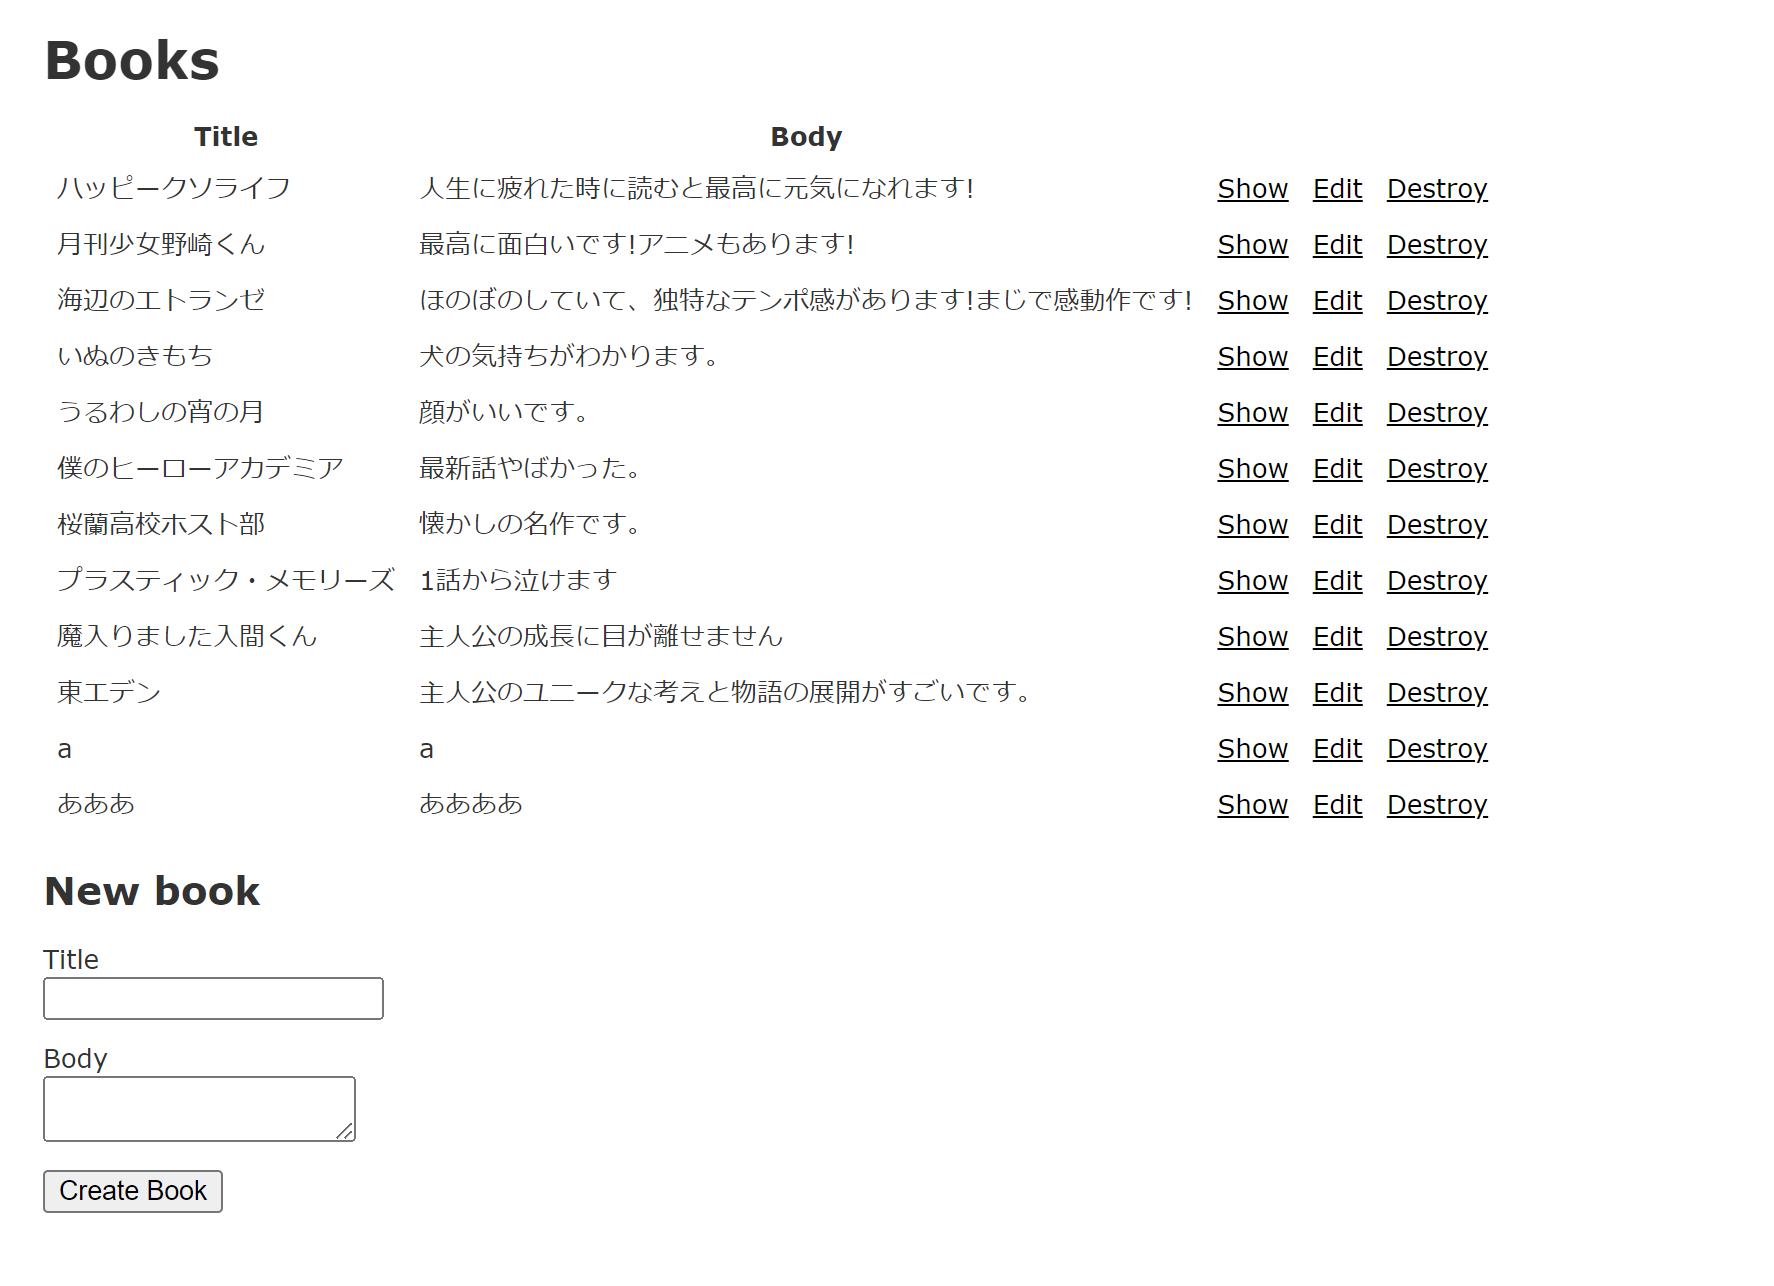 Books
Title Body
ハッピークソライフ 人生に疲れた時に読むと最高に元気になれます! Show Edit Destroy
月刊少女野崎くん 最高に面白いです!アニメもあります! Show Edit Destroy
海辺のエトランゼ ほのぼのしていて、独特なテンポ感があります!まじで感動作です! Show Edit Destroy
いぬのきもち 犬の気持ちがわかります。 Show Edit Destroy
うるわしの宵の月 顔がいいです。 Show Edit Destroy
僕のヒーローアカデミア 最新話やばかった。 Show Edit Destroy
桜蘭高校ホスト部 懐かしの名作です。 Show Edit Destroy
プラスティック・メモリーズ 1話から泣けます Show Edit Destroy
魔入りました入間くん 主人公の成長に目が離せません Show Edit Destroy
東エデン 主人公のユニークな考えと物語の展開がすごいです。 Show Edit Destroy
a a Show Edit Destroy
あああ ああああ Show Edit Destroy
New book
Title
Body
Create Book